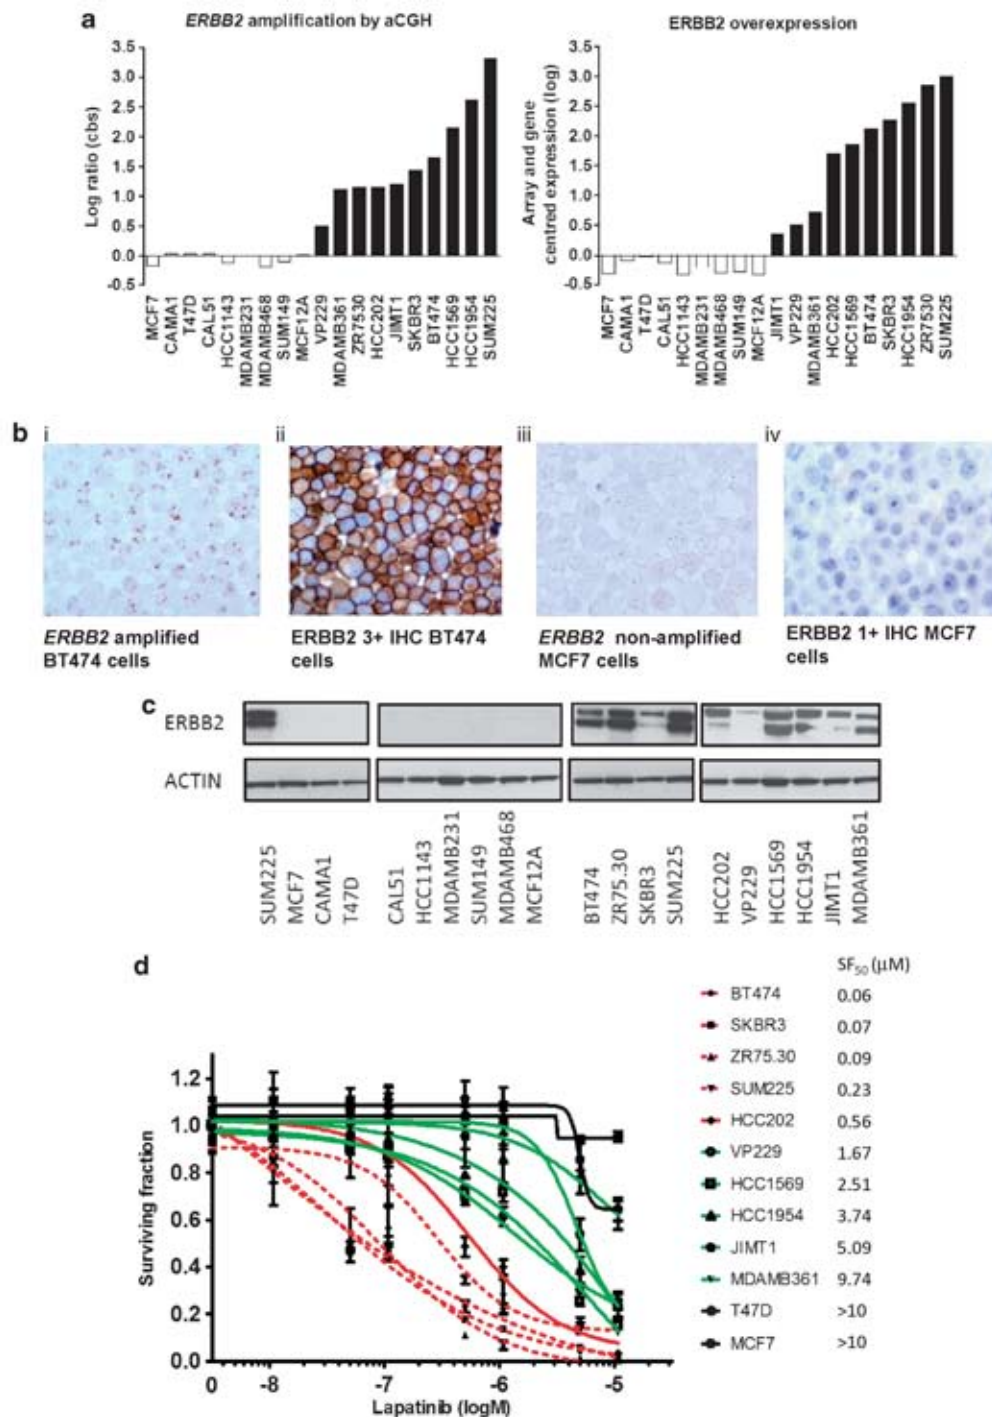 a
ERBB2 amplification by aCGH
ERBB2 overexpression
Log ratio (cbs)
3.5
3.0
2.5
2.0
1.5
1.0
0.5
0.0
-0.5
MCF7
CAMA1
T47D
CAL51
HCC1143
MDAMB231
MDAMB468
SUM149
MCF12A
VP229
MDAMB361
ZR7530
HCC202
JIMT1
SKBR3
BT474
HCC1569
HCC1954
SUM225
Array and gene
centred expression (log)
3.5
3.0
2.5
2.0
1.5
1.0
0.5
0.0
-0.5
MCF7
CAMA1
T47D
CAL51
HCC1143
MDAMB231
MDAMB468
SUM149
MCF12A
JIMT1
VP229
MDAMB361
HCC202
HCC1569
BT474
SKBR3
HCC1954
ZR7530
SUM225
b
i
ii
iii
iv
ERBB2 amplified
BT474 cells
ERBB2 3+ IHC BT474
cells
ERBB2 non-amplified
MCF7 cells
ERBB2 1+ IHC MCF7
cells
c
ERBB2
ACTIN
SUM225
MCF7
CAMA1
T47D
CAL51
HCC1143
MDAMB231
SUM149
MDAMB468
MCF12A
BT474
ZR75.30
SKBR3
SUM225
HCC202
VP229
HCC1569
HCC1954
JIMT1
MDAMB361
d
Surviving fraction
1.2
1.0
0.8
0.6
0.4
0.2
0.0
0 -8 -7 -6 -5
Lapatinib (logM)
SF50 (µM)
BT474 0.06
SKBR3 0.07
ZR75.30 0.09
SUM225 0.23
HCC202 0.56
VP229 1.67
HCC1569 2.51
HCC1954 3.74
JIMT1 5.09
MDAMB361 9.74
T47D >10
MCF7 >10